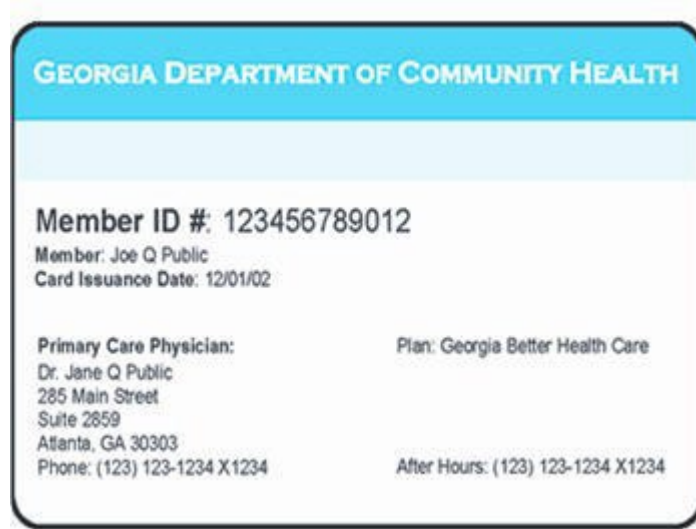 GEORGIA DEPARTMENT OF COMMUNITY HEALTH
Member ID #: 123456789012
Member: Joe Q Public
Card Issuance Date: 12/01/02
Primary Care Physician:
Dr. Jane Q Public
285 Main Street
Suite 2859
Atlanta, GA 30303
Phone: (123) 123-1234 X1234
Plan: Georgia Better Health Care
After Hours: (123) 123-1234 X1234